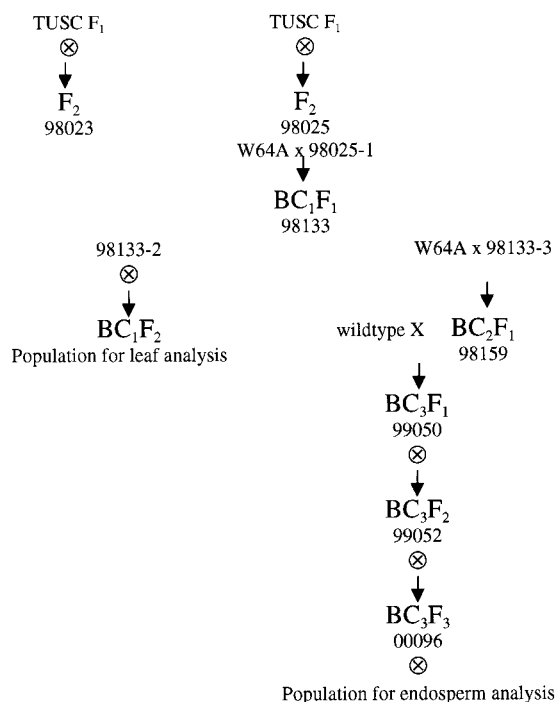 TUSC F₁
⊗
F₂
98023
TUSC F₁
⊗
F₂
98025
W64A x 98025-1
BC₁F₁
98133
98133-2
⊗
BC₁F₂
Population for leaf analysis
W64A x 98133-3
wildtype X BC₂F₁
98159
BC₃F₁
99050
⊗
BC₃F₂
99052
⊗
BC₃F₃
00096
⊗
Population for endosperm analysis